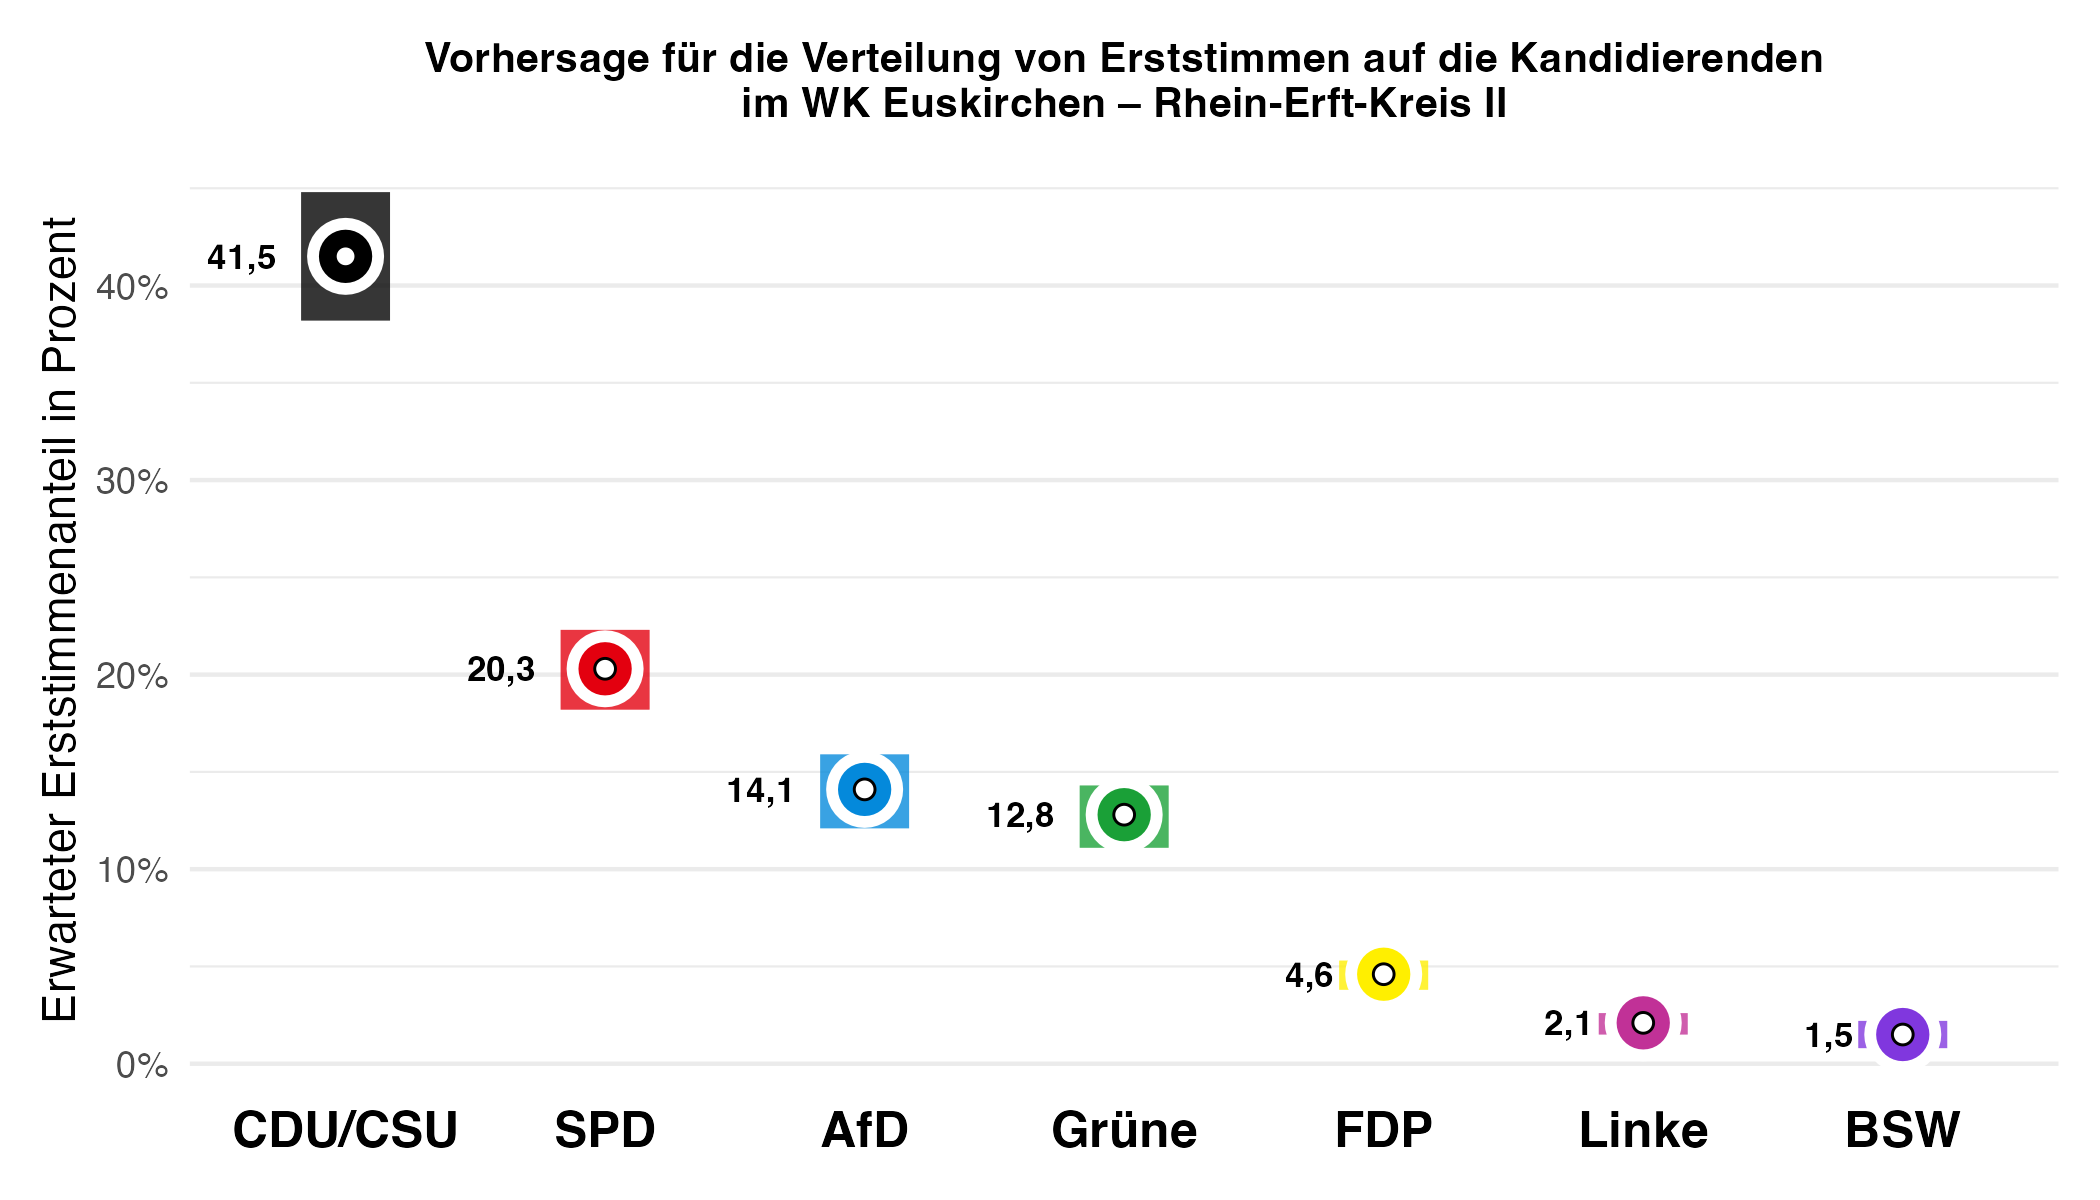 Vorhersage für die Verteilung von Erststimmen auf die Kandidierenden
im WK Euskirchen – Rhein-Erft-Kreis II
Erwarteter Erststimmenanteil in Prozent
40%
30%
20%
10%
0%
41,5
20,3
14,1
12,8
4,6
2,1
1,5
CDU/CSU
SPD
AfD
Grüne
FDP
Linke
BSW